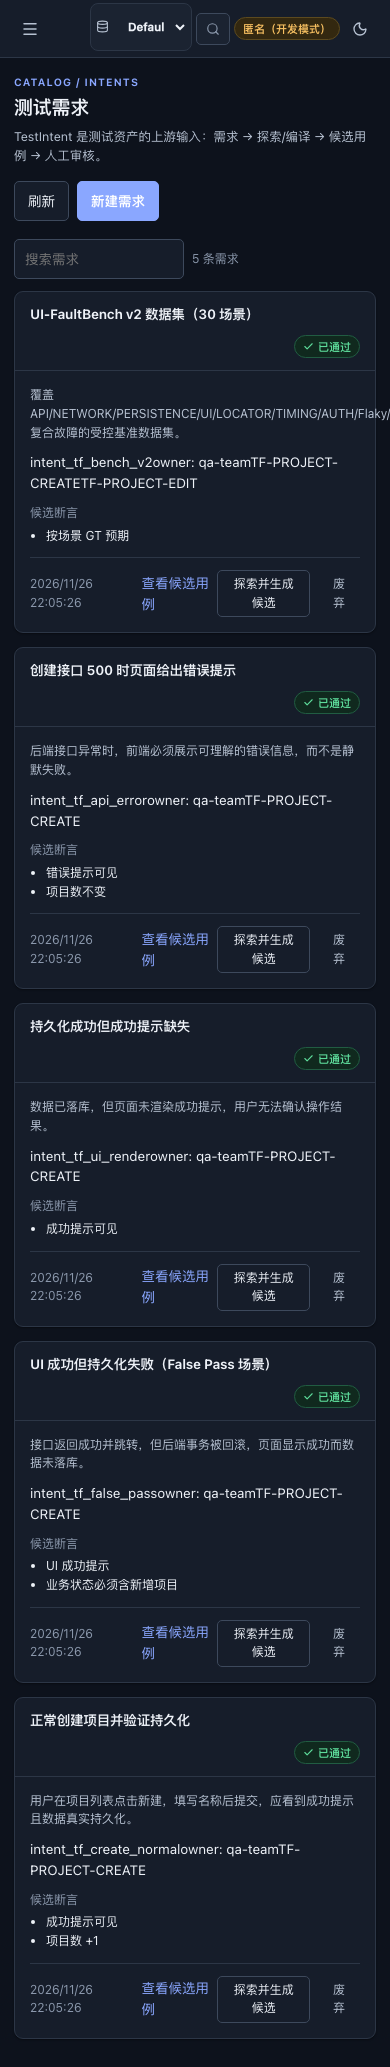 Defaul
匿名（开发模式）
CATALOG / INTENTS
测试需求
TestIntent 是测试资产的上游输入：需求 → 探索/编译 → 候选用
例 → 人工审核。
刷新
新建需求
搜索需求
5 条需求
UI-FaultBench v2 数据集（30 场景）
已通过
覆盖
API/NETWORK/PERSISTENCE/UI/LOCATOR/TIMING/AUTH/Flaky/
复合故障的受控基准数据集。
intent_tf_bench_v2owner: qa-teamTF-PROJECT-
CREATETF-PROJECT-EDIT
候选断言
• 按场景 GT 预期
2026/11/26
22:05:26
查看候选用
例
探索并生成
候选
废
弃
创建接口 500 时页面给出错误提示
已通过
后端接口异常时，前端必须展示可理解的错误信息，而不是静
默失败。
intent_tf_api_errorowner: qa-teamTF-PROJECT-
CREATE
候选断言
• 错误提示可见
• 项目数不变
2026/11/26
22:05:26
查看候选用
例
探索并生成
候选
废
弃
持久化成功但成功提示缺失
已通过
数据已落库，但页面未渲染成功提示，用户无法确认操作结
果。
intent_tf_ui_renderowner: qa-teamTF-PROJECT-
CREATE
候选断言
• 成功提示可见
2026/11/26
22:05:26
查看候选用
例
探索并生成
候选
废
弃
UI 成功但持久化失败（False Pass 场景）
已通过
接口返回成功并跳转，但后端事务被回滚，页面显示成功而数
据未落库。
intent_tf_false_passowner: qa-teamTF-PROJECT-
CREATE
候选断言
• UI 成功提示
• 业务状态必须含新增项目
2026/11/26
22:05:26
查看候选用
例
探索并生成
候选
废
弃
正常创建项目并验证持久化
已通过
用户在项目列表点击新建，填写名称后提交，应看到成功提示
且数据真实持久化。
intent_tf_create_normalowner: qa-teamTF-
PROJECT-CREATE
候选断言
• 成功提示可见
• 项目数 +1
2026/11/26
22:05:26
查看候选用
例
探索并生成
候选
废
弃